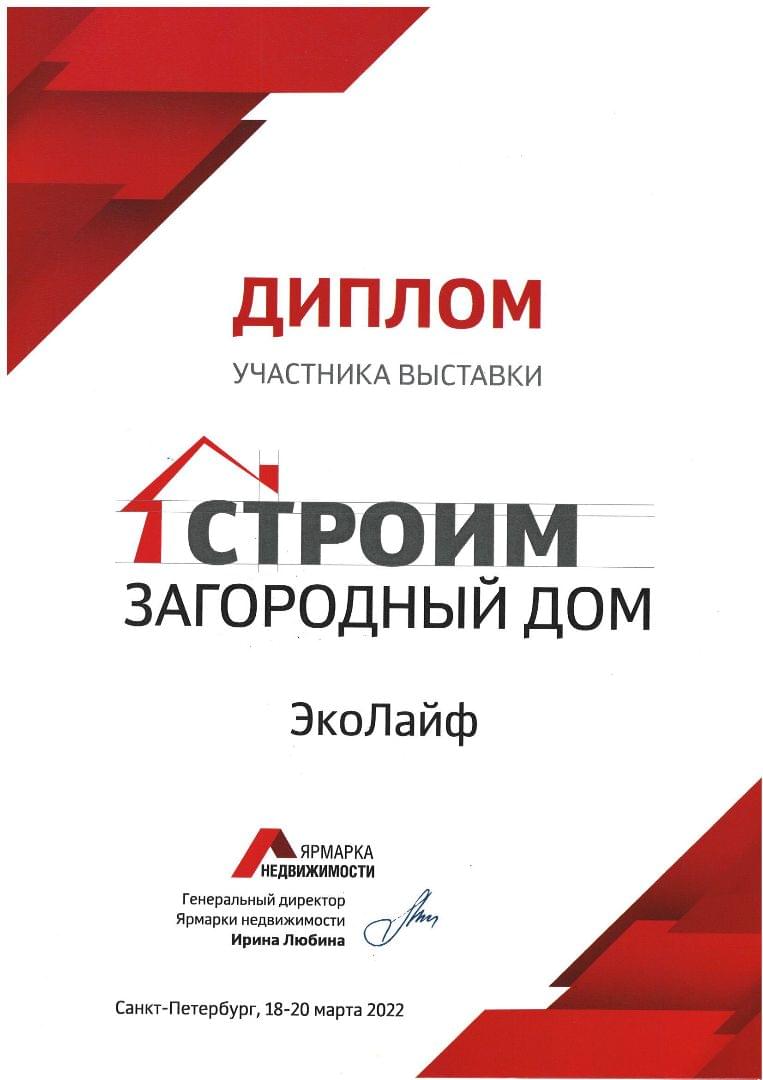 ДИПЛОМ
УЧАСТНИКА ВЫСТАВКИ
СТРОИМ
ЗАГОРОДНЫЙ ДОМ
ЭкоЛайф
ЯРМАРКА
НЕДВИЖИМОСТИ
Генеральный директор
Ярмарки недвижимости
Ирина Любина
Санкт-Петербург, 18-20 марта 2022